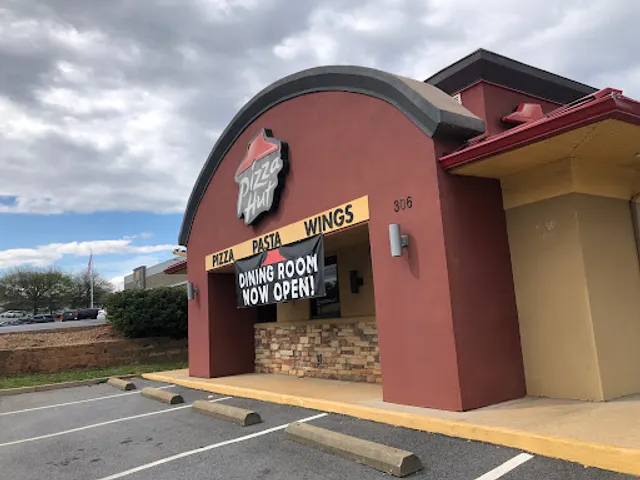 Pizza
Hut
PIZZA PASTA WINGS
306
DINING ROOM
NOW OPEN!